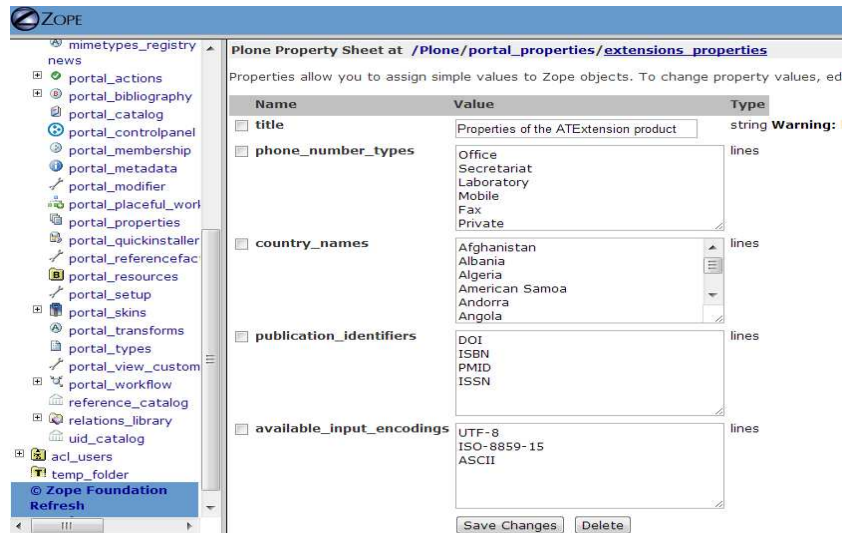 ZOPE
mimetypes_registry
news
portal_actions
portal_bibliography
portal_catalog
portal_controlpanel
portal_membership
portal_metadata
portal_modifier
portal_placeful_work
portal_properties
portal_quickinstaller
portal_referencefac
portal_resources
portal_setup
portal_skins
portal_transforms
portal_types
portal_view_custom
portal_workflow
reference_catalog
relations_library
uid_catalog
acl_users
temp_folder
© Zope Foundation
Refresh
Plone Property Sheet at /Plone/portal_properties/extensions_properties
Properties allow you to assign simple values to Zope objects. To change property values, ed
Name Value Type
title Properties of the ATExtension product string Warning:
phone_number_types Office lines
Secretariat
Laboratory
Mobile
Fax
Private
country_names Afghanistan lines
Albania
Algeria
American Samoa
Andorra
Angola
publication_identifiers DOI lines
ISBN
PMID
ISSN
available_input_encodings UTF-8 lines
ISO-8859-15
ASCII
Save Changes Delete